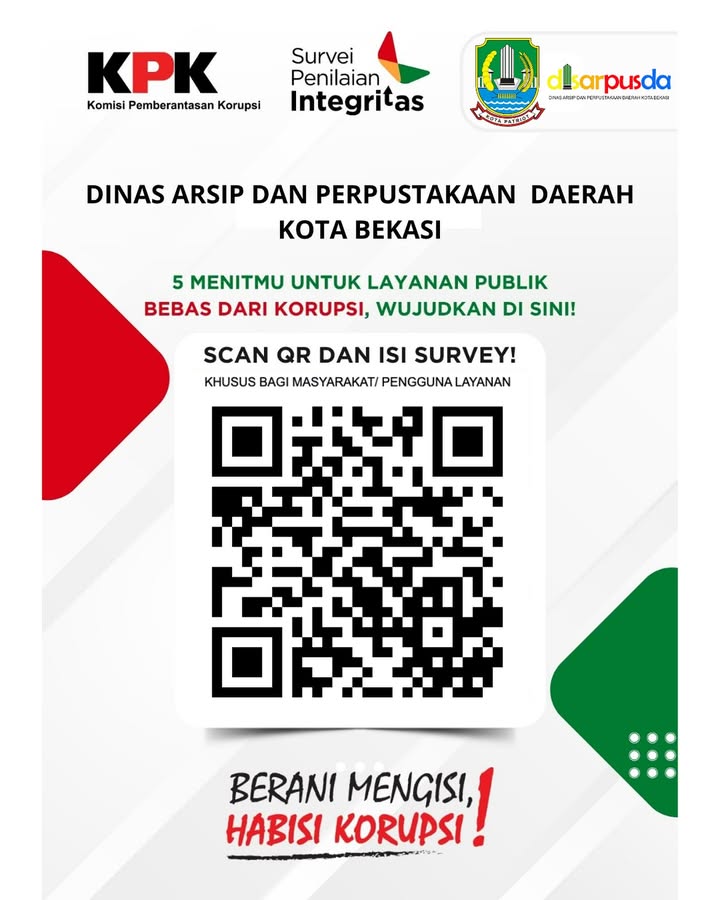 KPK
Komisi Pemberantasan Korupsi
Survei
Penilaian
Integritas
KOTA PATRIOT
disarpusda
DINAS ARSIP DAN PERPUSTAKAAN DAERAH KOTA BEKASI
DINAS ARSIP DAN PERPUSTAKAAN DAERAH
KOTA BEKASI
5 MENITMU UNTUK LAYANAN PUBLIK
BEBAS DARI KORUPSI, WUJUDKAN DI SINI!
SCAN QR DAN ISI SURVEY!
KHUSUS BAGI MASYARAKAT/ PENGGUNA LAYANAN
BERANI MENGISI,
HABISI KORUPSI!